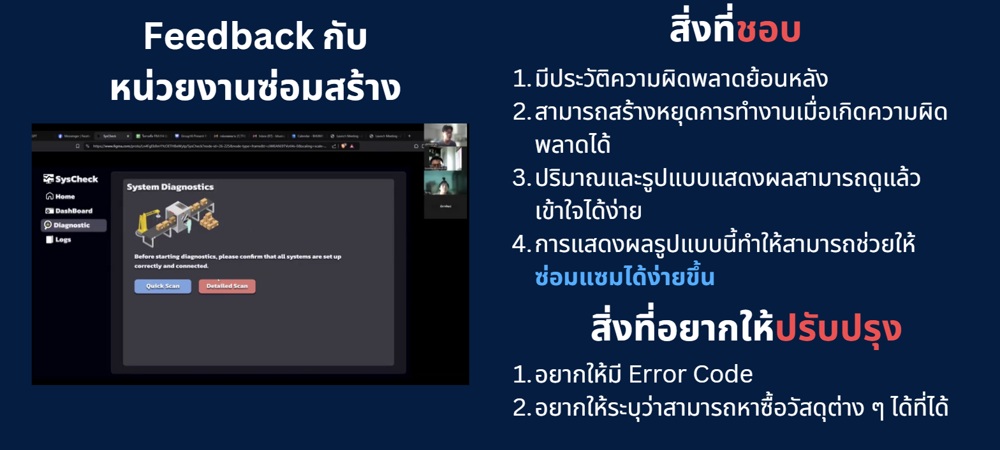 Feedback กับ
หน่วยงานซ่อมสร้าง
Messenger | Faceb
SysCheck
Launch Meeting -
Launch Meeting -
SysCheck
Home
DashBoard
Diagnostic
Logs
System Diagnostics
Before starting diagnostics, please confirm that all systems are set up
correctly and connected.
Quick Scan
Detailed Scan
สิ่งที่ชอบ
1. มีประวัติความผิดพลาดย้อนหลัง
2. สามารถสร้างหยุดการทำงานเมื่อเกิดความผิด
พลาดได้
3. ปริมาณและรูปแบบแสดงผลสามารถดูแล้ว
เข้าใจได้ง่าย
4. การแสดงผลรูปแบบนี้ทำให้สามารถช่วยให้
ซ่อมแซมได้ง่ายขึ้น
สิ่งที่อยากให้ปรับปรุง
1. อยากให้มี Error Code
2. อยากให้ระบุว่าสามารถหาซื้อวัสดุต่าง ๆ ได้ที่ได้